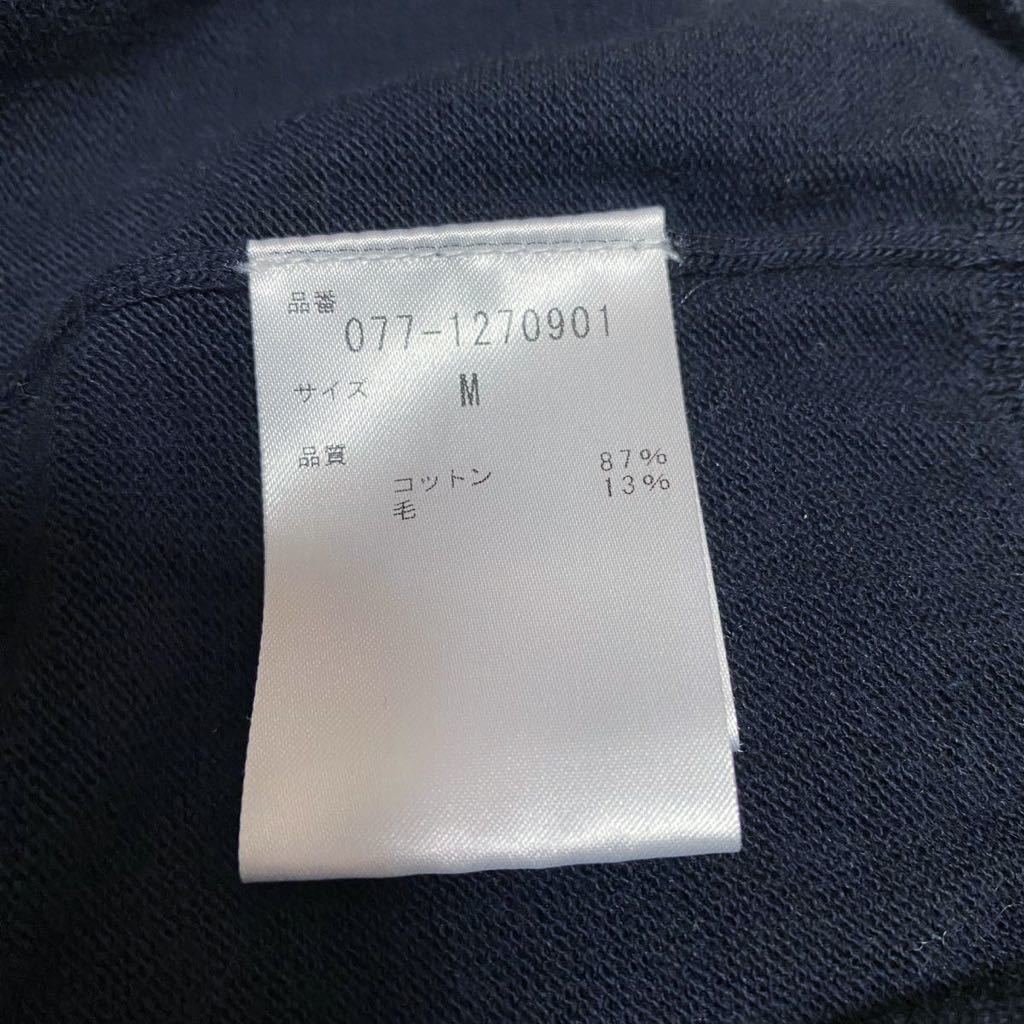 品番
077-1270901
サイズ M
品質
コットン 87%
毛 13%